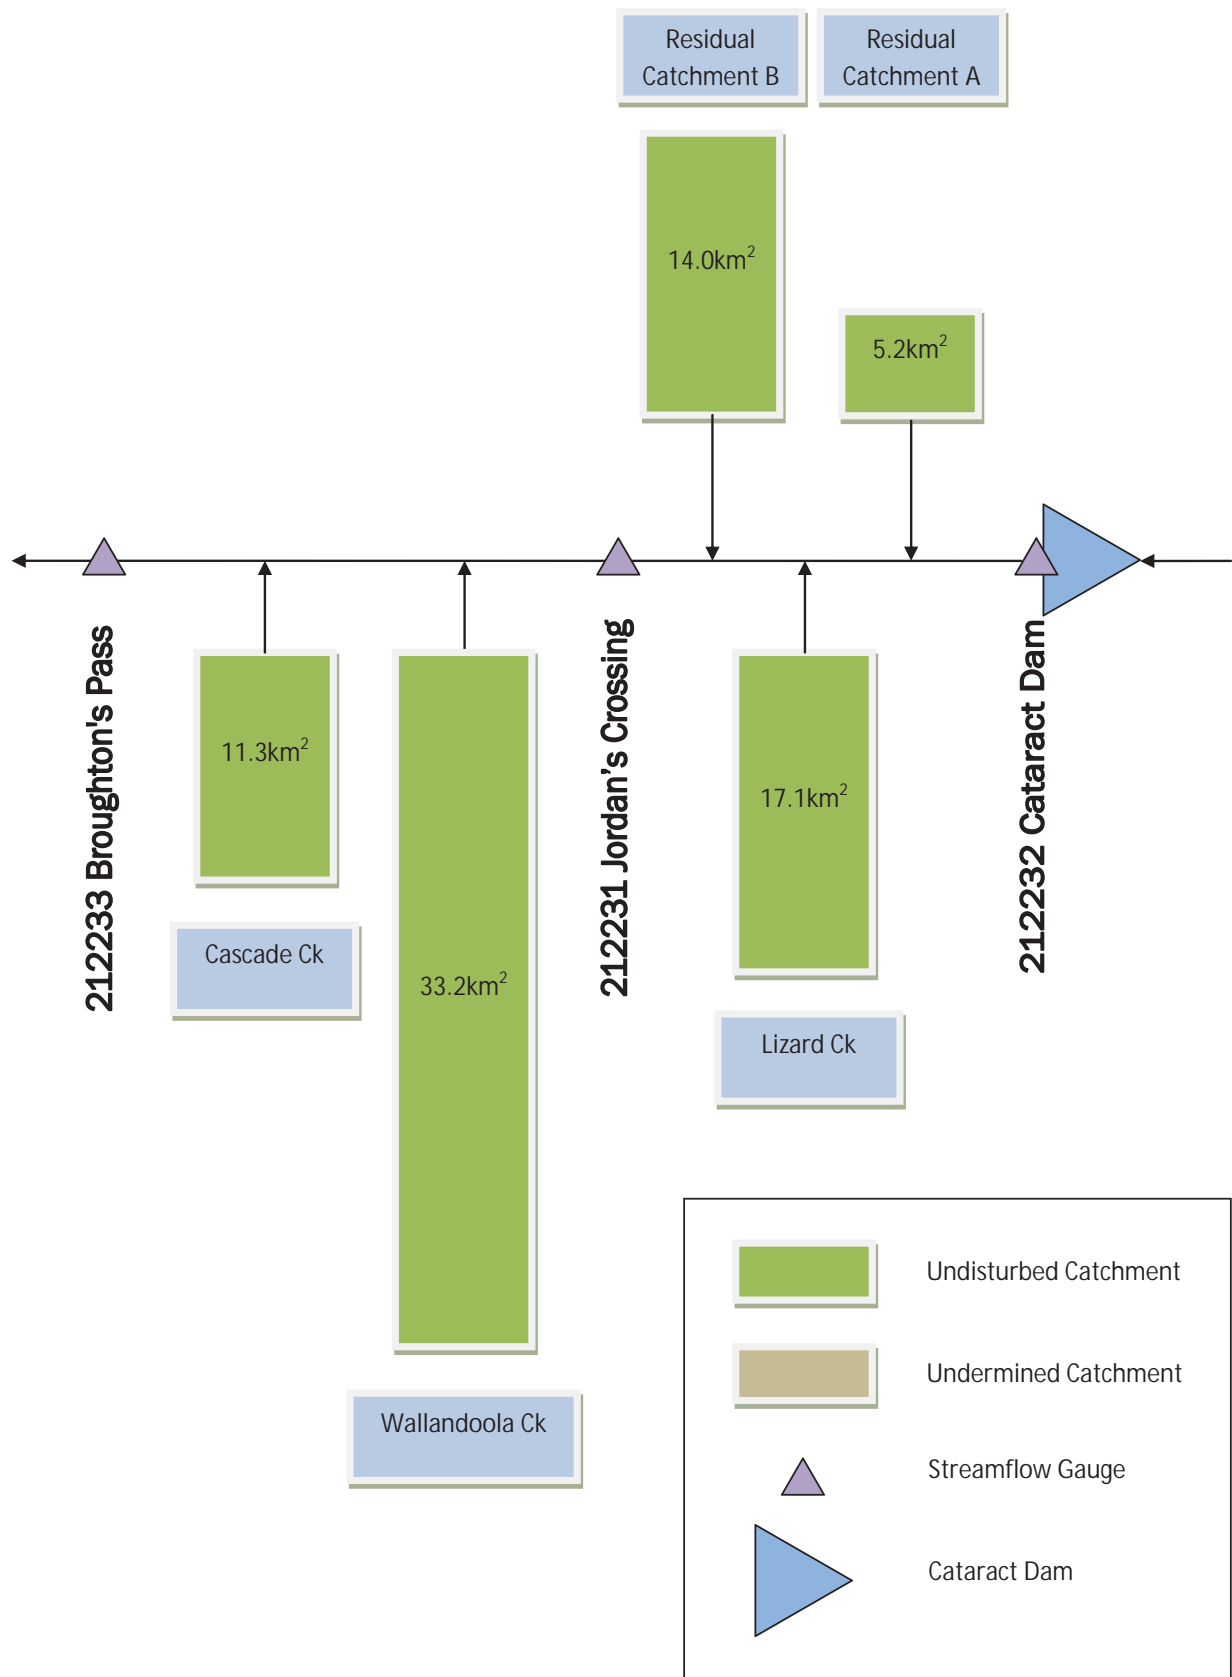 Residual
Catchment B
Residual
Catchment A
14.0km²
5.2km²
212233 Broughton's Pass
212231 Jordan's Crossing
212232 Cataract Dam
11.3km²
33.2km²
17.1km²
Cascade Ck
Lizard Ck
Wallandoola Ck
Undisturbed Catchment
Undermined Catchment
Streamflow Gauge
Cataract Dam